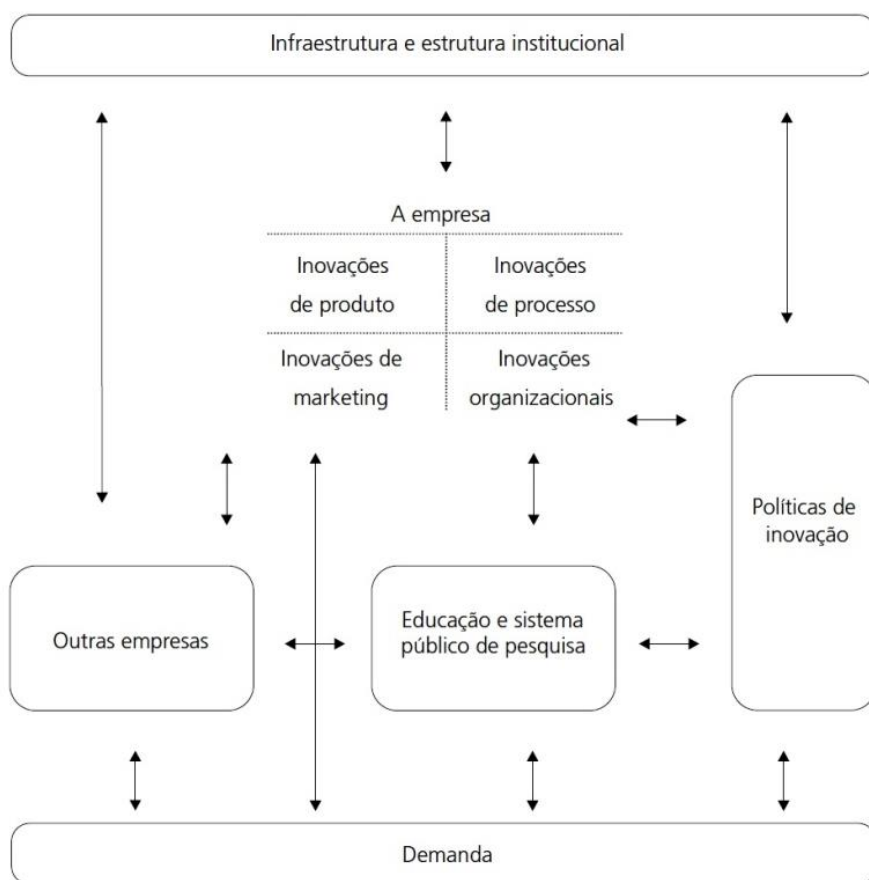 Infraestrutura e estrutura institucional
A empresa
Inovações
de produto
Inovações
de processo
Inovações de
marketing
Inovações
organizacionais
Políticas de
inovação
Outras empresas
Educação e sistema
público de pesquisa
Demanda